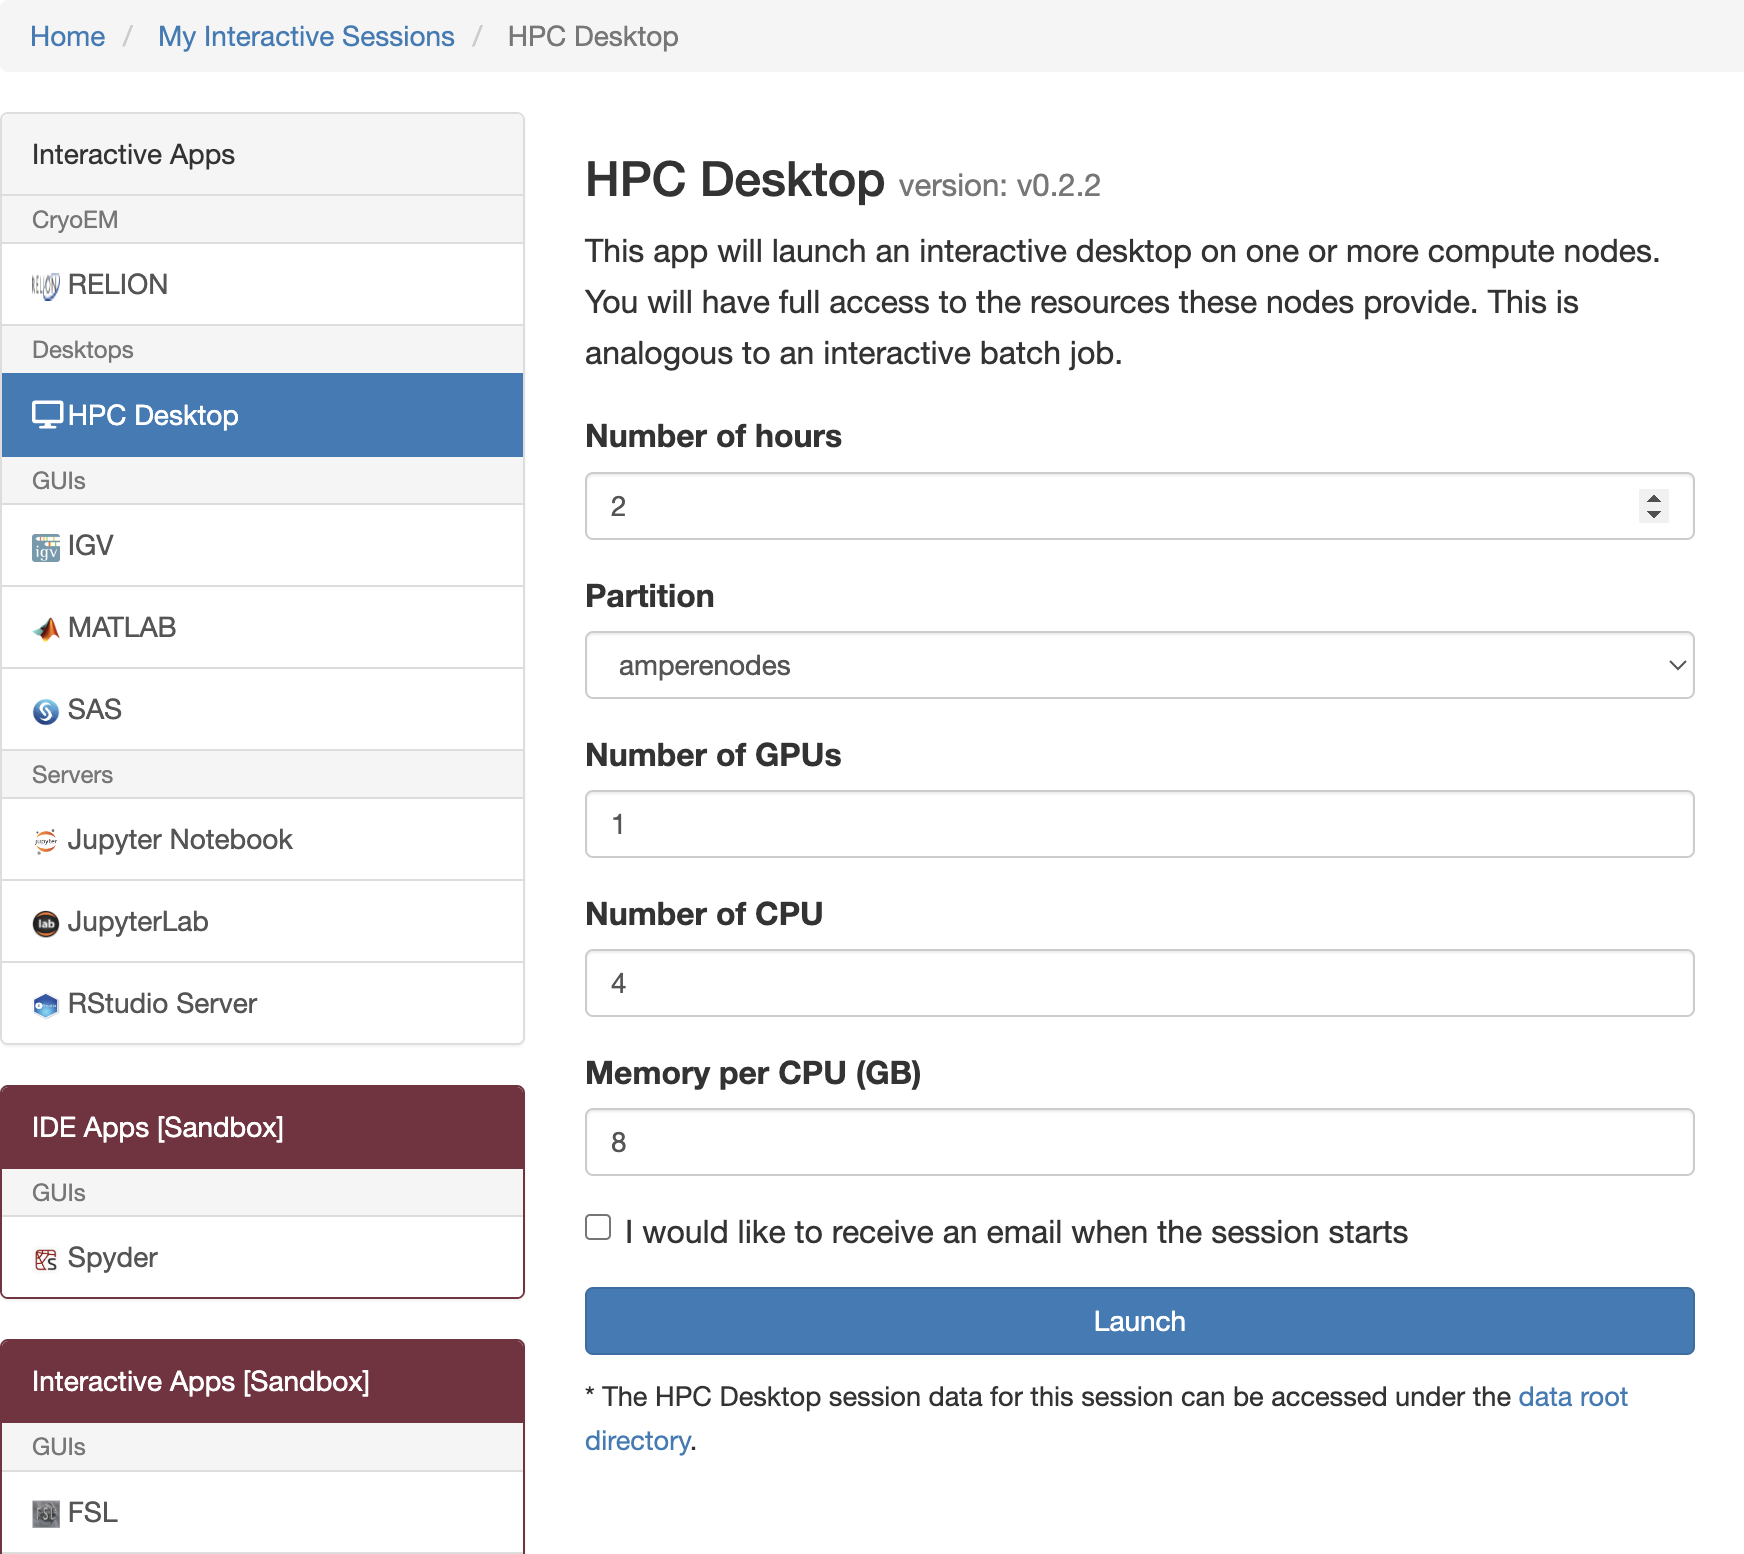 Home / My Interactive Sessions / HPC Desktop
Interactive Apps
CryoEM
RELION RELION
Desktops
HPC Desktop
GUIs
igv IGV
MATLAB
SAS
Servers
jupyter Jupyter Notebook
lab JupyterLab
RStudio Server
IDE Apps [Sandbox]
GUIs
Spyder
Interactive Apps [Sandbox]
GUIs
FSL FSL
HPC Desktop version: v0.2.2
This app will launch an interactive desktop on one or more compute nodes.
You will have full access to the resources these nodes provide. This is
analogous to an interactive batch job.
Number of hours
2
Partition
amperenodes
Number of GPUs
1
Number of CPU
4
Memory per CPU (GB)
8
I would like to receive an email when the session starts
Launch
* The HPC Desktop session data for this session can be accessed under the data root
directory.